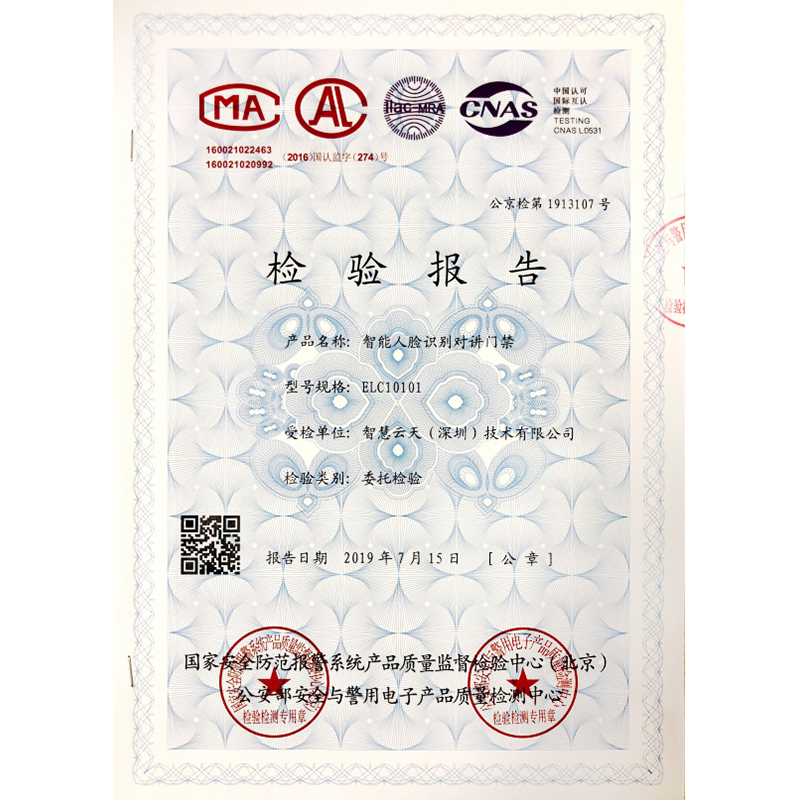 MA
AL
ilac-MRA
CNAS
中国认可
国际互认
检测
TESTING
CNAS L0531
160021022463
160021020992
(2016)国认监字(274)号
公京检第 1913107 号
检验报告
产品名称: 智能人脸识别对讲门禁
型号规格: ELC10101
受检单位: 智慧云天(深圳)技术有限公司
检验类别: 委托检验
报告日期 2019 年 7 月 15 日 [公章]
国家安全防范报警系统产品质量监督检验中心(北京)
公安部安全与警用电子产品质量检测中心
检验检测专用章
检验检测专用章